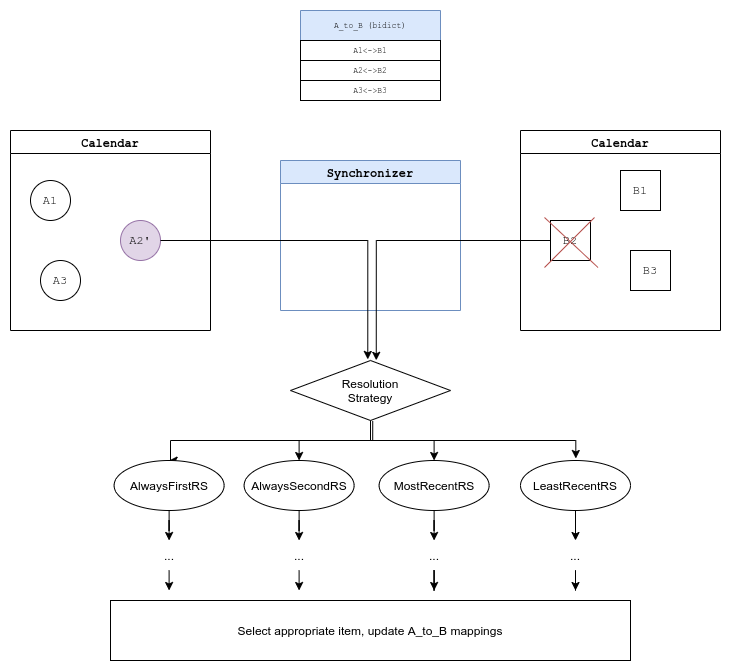 A_to_B (bidict)
A1<->B1
A2<->B2
A3<->B3
Calendar
Synchronizer
Calendar
A1
A2'
A3
B1
B2
B3
Resolution
Strategy
AlwaysFirstRS
AlwaysSecondRS
MostRecentRS
LeastRecentRS
...
...
...
...
Select appropriate item, update A_to_B mappings